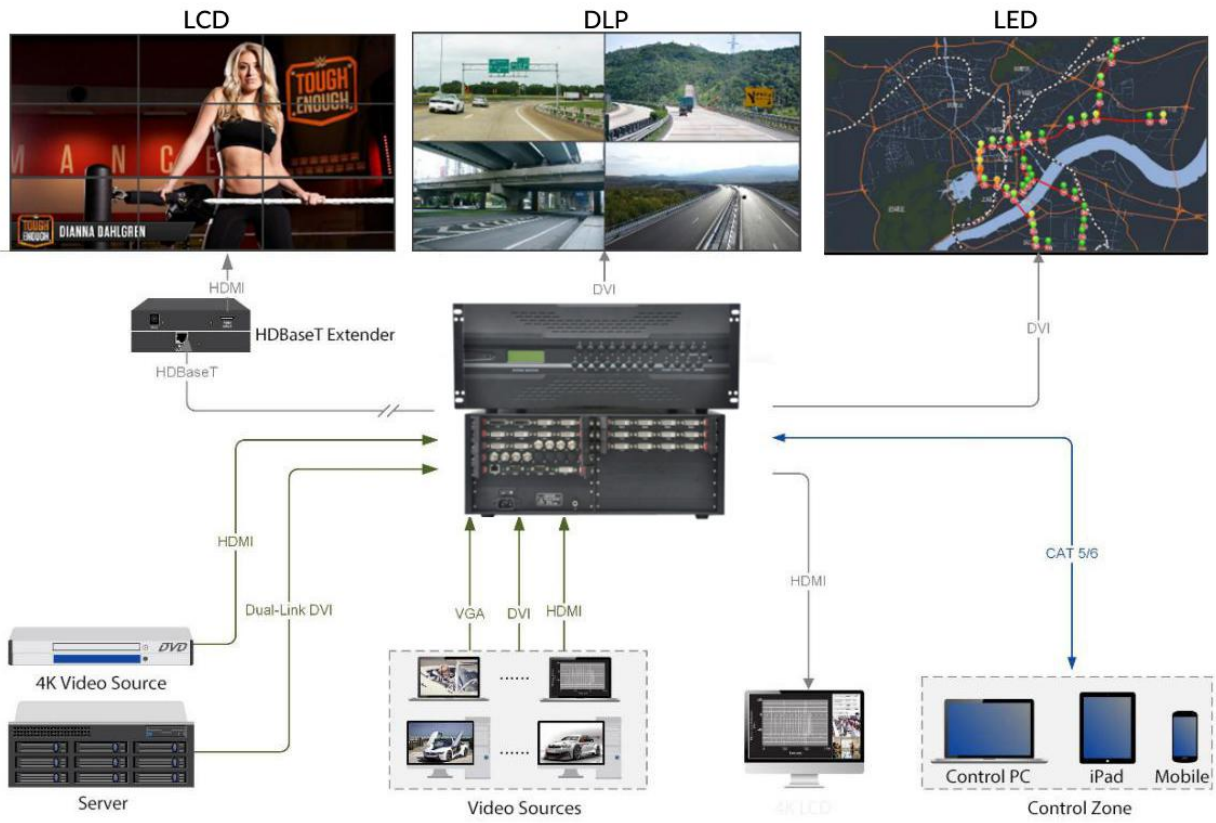 LCD
DLP
LED
TOUGH
ENOUGH.
M A N C E
TOUGH
ENOUGH
DIANNA DAHLGREN
HDMI
DVI
HDBaseT Extender
DVI
HDBaseT
HDMI
CAT 5/6
HDMI
Dual-Link DVI
VGA
DVI
HDMI
DVD
4K Video Source
Server
Video Sources
4K LCD
Control PC
iPad
Mobile
Control Zone